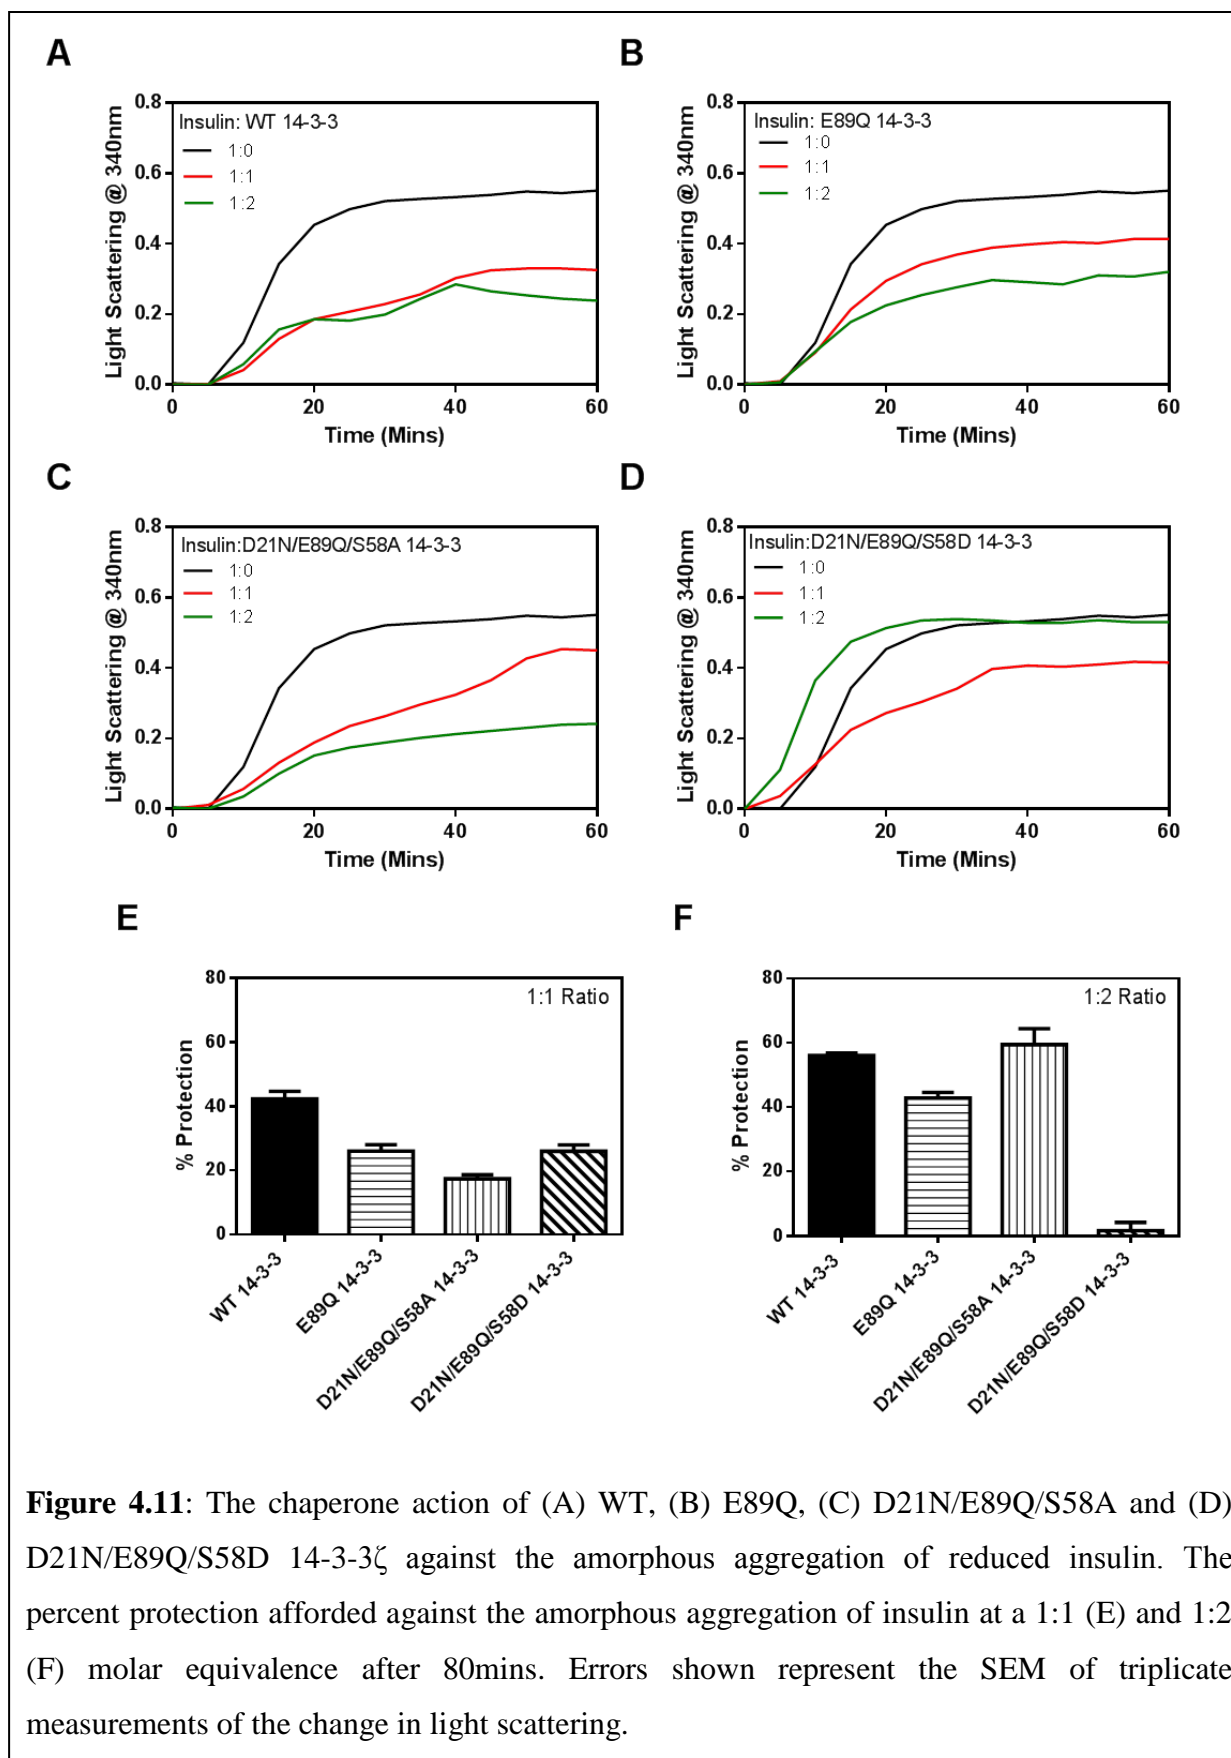 A
B
0.8
0.6
0.4
0.2
0.0
Light Scattering @ 340nm
Insulin: WT 14-3-3
1:0
1:1
1:2
0 20 40 60
Time (Mins)
0.8
0.6
0.4
0.2
0.0
Light Scattering @ 340nm
Insulin: E89Q 14-3-3
1:0
1:1
1:2
0 20 40 60
Time (Mins)
C
D
0.8
0.6
0.4
0.2
0.0
Light Scattering @ 340nm
Insulin:D21N/E89Q/S58A 14-3-3
1:0
1:1
1:2
0 20 40 60
Time (Mins)
0.8
0.6
0.4
0.2
0.0
Light Scattering @ 340nm
Insulin:D21N/E89Q/S58D 14-3-3
1:0
1:1
1:2
0 20 40 60
Time (Mins)
E
F
80
60
40
20
0
% Protection
1:1 Ratio
WT 14-3-3
E89Q 14-3-3
D21N/E89Q/S58A 14-3-3
D21N/E89Q/S58D 14-3-3
80
60
40
20
0
% Protection
1:2 Ratio
WT 14-3-3
E89Q 14-3-3
D21N/E89Q/S58A 14-3-3
D21N/E89Q/S58D 14-3-3
Figure 4.11: The chaperone action of (A) WT, (B) E89Q, (C) D21N/E89Q/S58A and (D)
D21N/E89Q/S58D 14-3-3ζ against the amorphous aggregation of reduced insulin. The
percent protection afforded against the amorphous aggregation of insulin at a 1:1 (E) and 1:2
(F) molar equivalence after 80mins. Errors shown represent the SEM of triplicate
measurements of the change in light scattering.